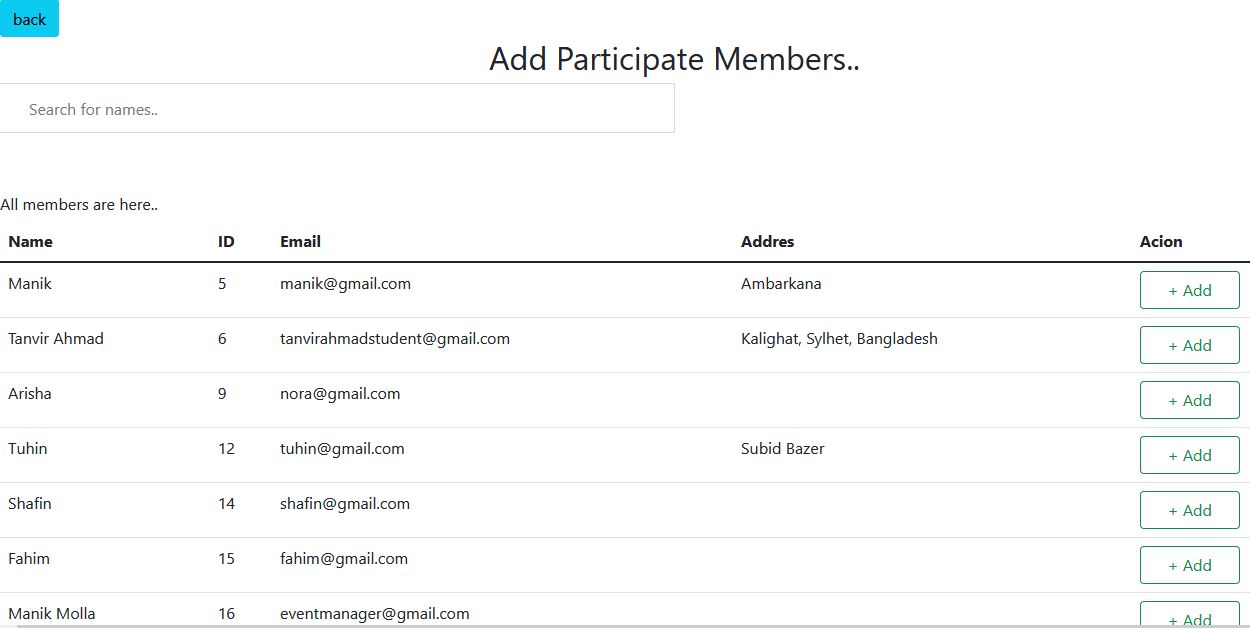 back
Add Participate Members..
Search for names..
All members are here..
Name ID Email Addres Acion
Manik 5 manik@gmail.com Ambarkana + Add
Tanvir Ahmad 6 tanvirahmadstudent@gmail.com Kalighat, Sylhet, Bangladesh + Add
Arisha 9 nora@gmail.com + Add
Tuhin 12 tuhin@gmail.com Subid Bazer + Add
Shafin 14 shafin@gmail.com + Add
Fahim 15 fahim@gmail.com + Add
Manik Molla 16 eventmanager@gmail.com + Add